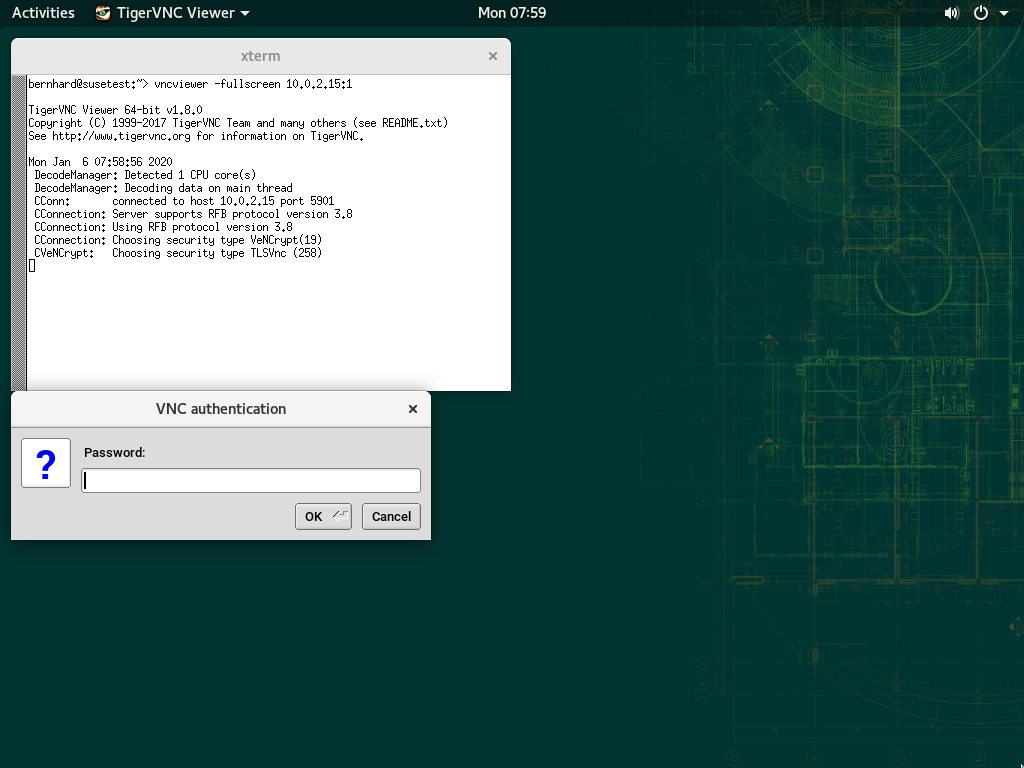 Activities TigerVNC Viewer Mon 07:59
xterm
bernhard@susetest:~> vncviewer -fullscreen 10.0.2.15:1
TigerVNC Viewer 64-bit v1.8.0
Copyright (C) 1999-2017 TigerVNC Team and many others (see README.txt)
See http://www.tigervnc.org for information on TigerVNC.
Mon Jan  6 07:58:56 2020
DecodeManager: Detected 1 CPU core(s)
DecodeManager: Decoding data on main thread
CConn:       connected to host 10.0.2.15 port 5901
CConnection: Server supports RFB protocol version 3.8
CConnection: Using RFB protocol version 3.8
CConnection: Choosing security type VeNCrypt(19)
CVeNCrypt:   Choosing security type TLSVnc (258)
VNC authentication
?
Password:
OK Cancel